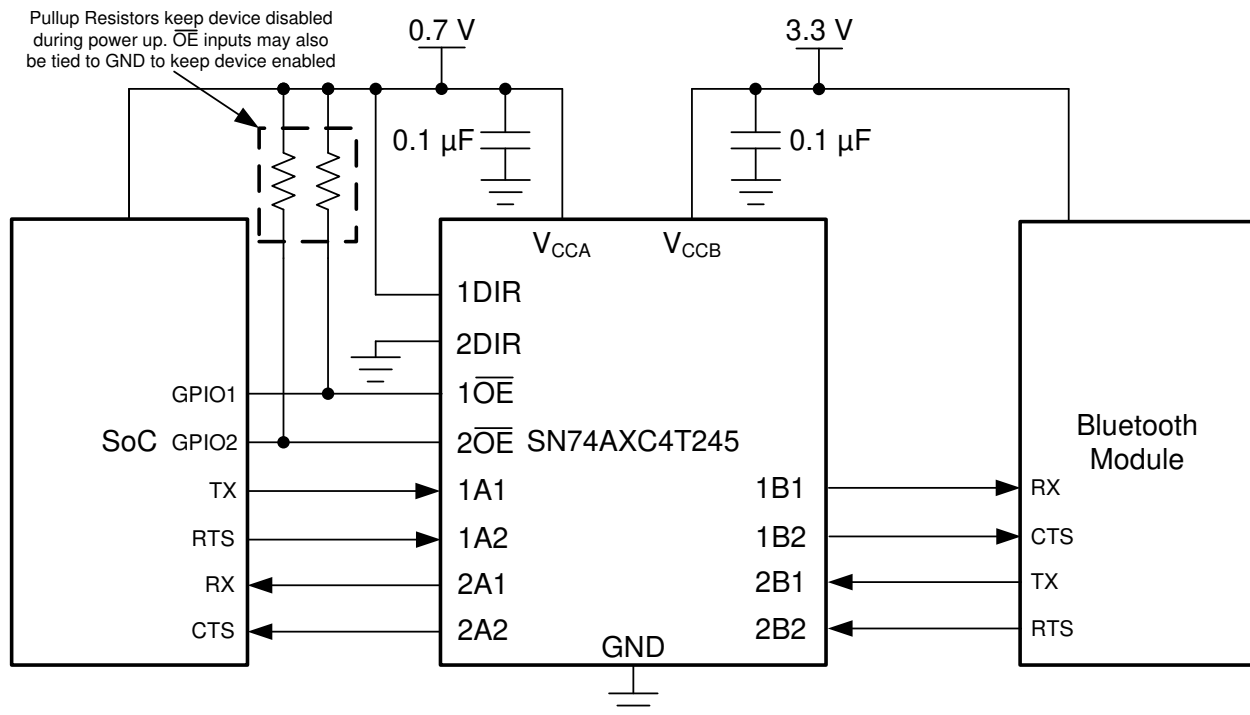 Pullup Resistors keep device disabled
during power up. OE inputs may also
be tied to GND to keep device enabled
0.7 V
3.3 V
0.1 µF
0.1 µF
VCCA
VCCB
1DIR
2DIR
GPIO1
1OE
SoC
GPIO2
2OE
SN74AXC4T245
Bluetooth
Module
TX
1A1
1B1
RX
RTS
1A2
1B2
CTS
RX
2A1
2B1
TX
CTS
2A2
2B2
RTS
GND